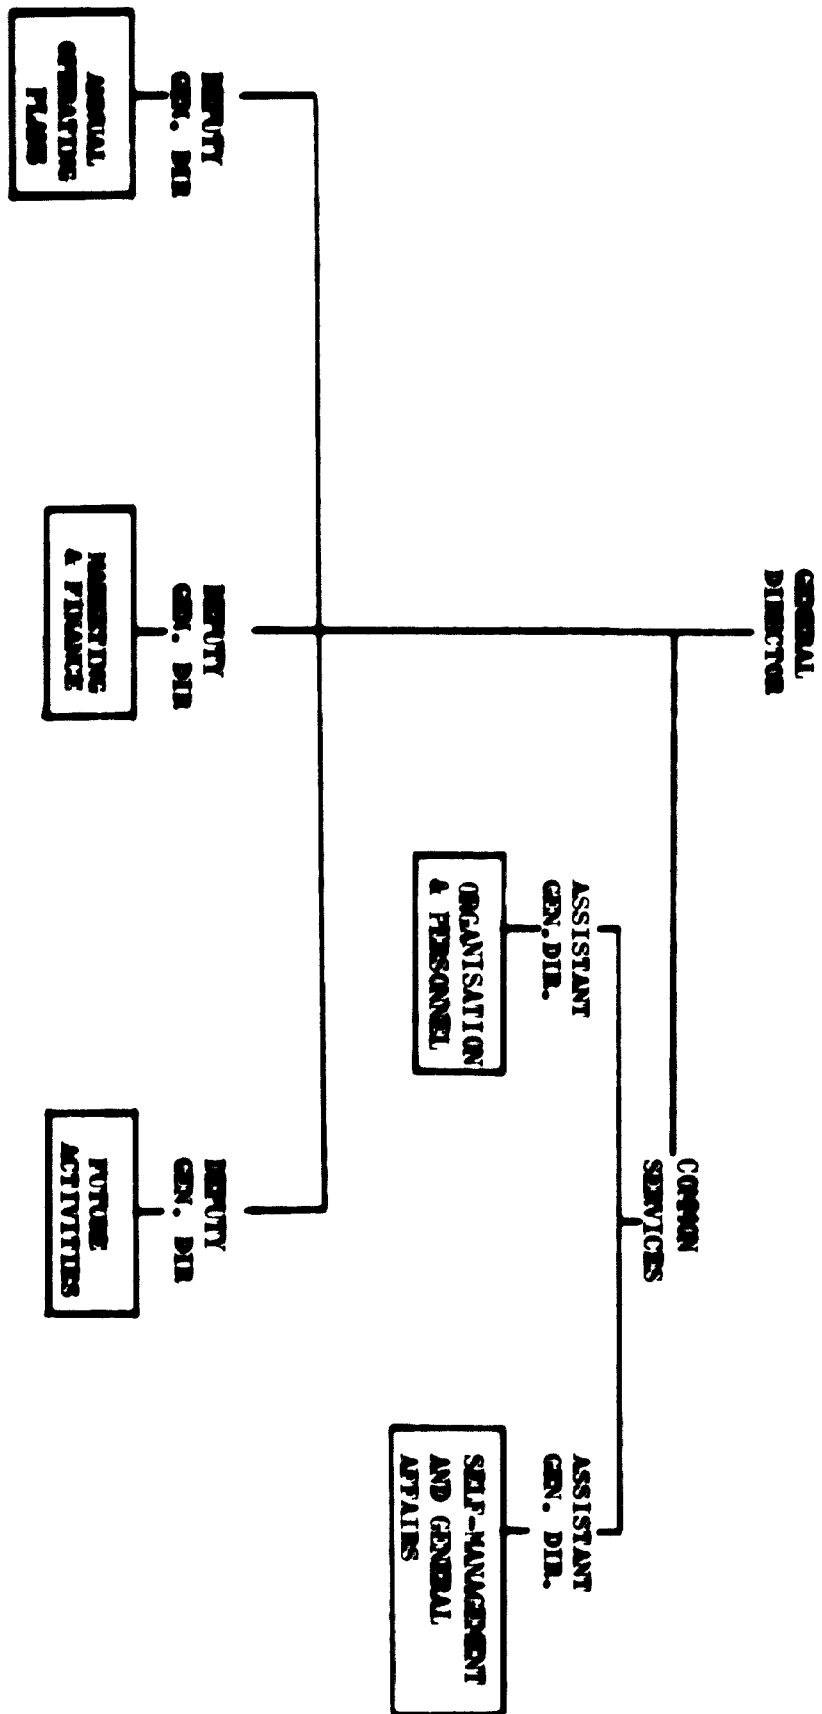 GENERAL
DIRECTOR
COMMON
SERVICES
ASSISTANT
GEN.DIR.
ORGANISATION
& PERSONNEL
ASSISTANT
GEN. DIR.
SELF-MANAGEMENT
AND GENERAL
AFFAIRS
DEPUTY
GEN. DIR
ANNUAL
OPERATING
PLANS
DEPUTY
GEN. DIR
MARKETING
& FINANCE
DEPUTY
GEN. DIR
FUTURE
ACTIVITIES